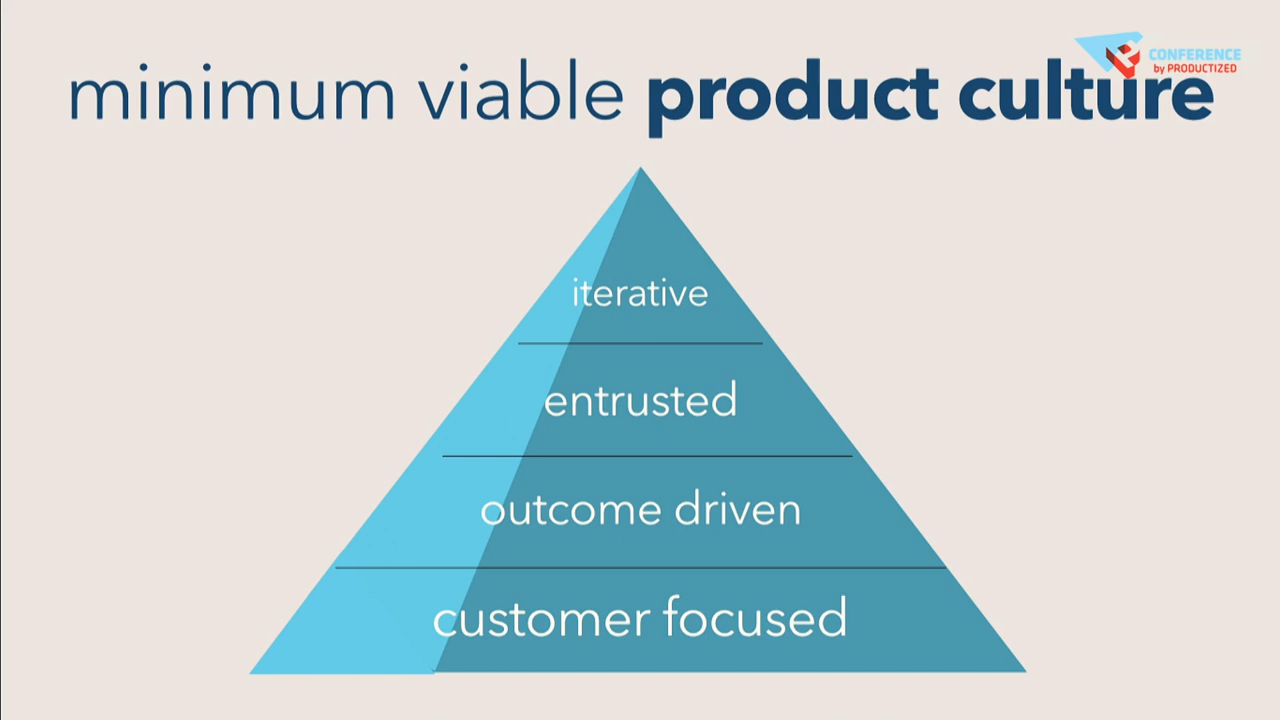 minimum viable product culture
CONFERENCE
by PRODUCTIZED
iterative
entrusted
outcome driven
customer focused